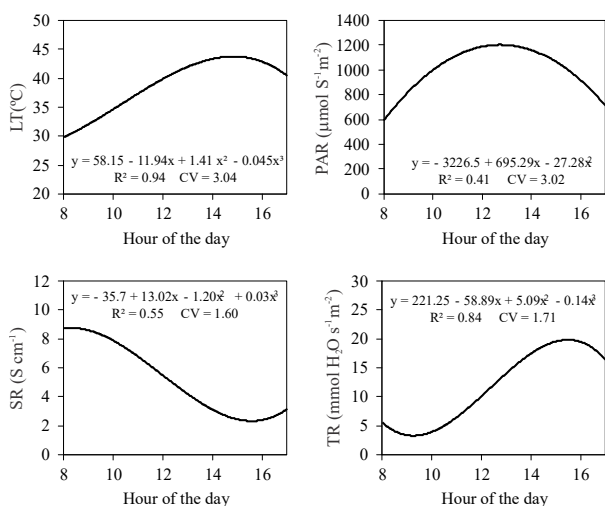 50
45
40
35
30
25
20
LT(ºC)
y = 58.15 - 11.94x + 1.41 x² - 0.045x³
R² = 0.94 CV = 3.04
8 10 12 14 16
Hour of the day
1400
1200
1000
800
600
400
200
0
PAR (µmol S⁻¹m⁻²)
y = - 3226.5 + 695.29x - 27.28x²
R² = 0.41 CV = 3.02
8 10 12 14 16
Hour of the day
12
10
8
6
4
2
0
SR (S cm⁻¹)
y = - 35.7 + 13.02x - 1.20x² + 0.03x³
R² = 0.55 CV = 1.60
8 10 12 14 16
Hour of the day
30
25
20
15
10
5
0
TR (mmol H₂O s⁻¹m⁻²)
y = 221.25 - 58.89x + 5.09x² - 0.14x³
R² = 0.84 CV = 1.71
8 10 12 14 16
Hour of the day